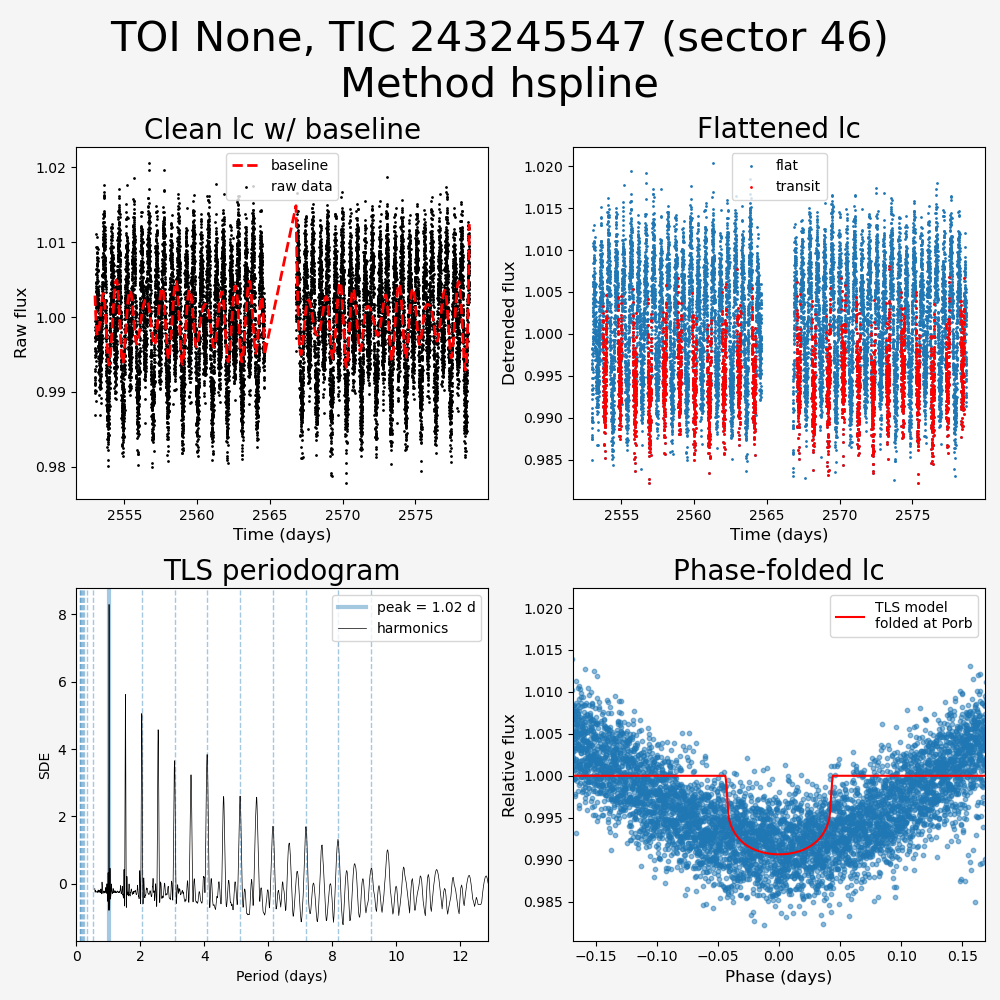 TOI None, TIC 243245547 (sector 46)
Method hspline
Clean lc w/ baseline
Flattened lc
baseline
raw data
flat
transit
1.02
1.01
1.00
0.99
0.98
Raw flux
2555 2560 2565 2570 2575
Time (days)
1.020
1.015
1.010
1.005
1.000
0.995
0.990
0.985
Detrended flux
2555 2560 2565 2570 2575
Time (days)
TLS periodogram
Phase-folded lc
peak = 1.02 d
harmonics
TLS model
folded at Porb
8
6
4
2
0
SDE
0 2 4 6 8 10 12
Period (days)
1.020
1.015
1.010
1.005
1.000
0.995
0.990
0.985
Relative flux
−0.15 −0.10 −0.05 0.00 0.05 0.10 0.15
Phase (days)